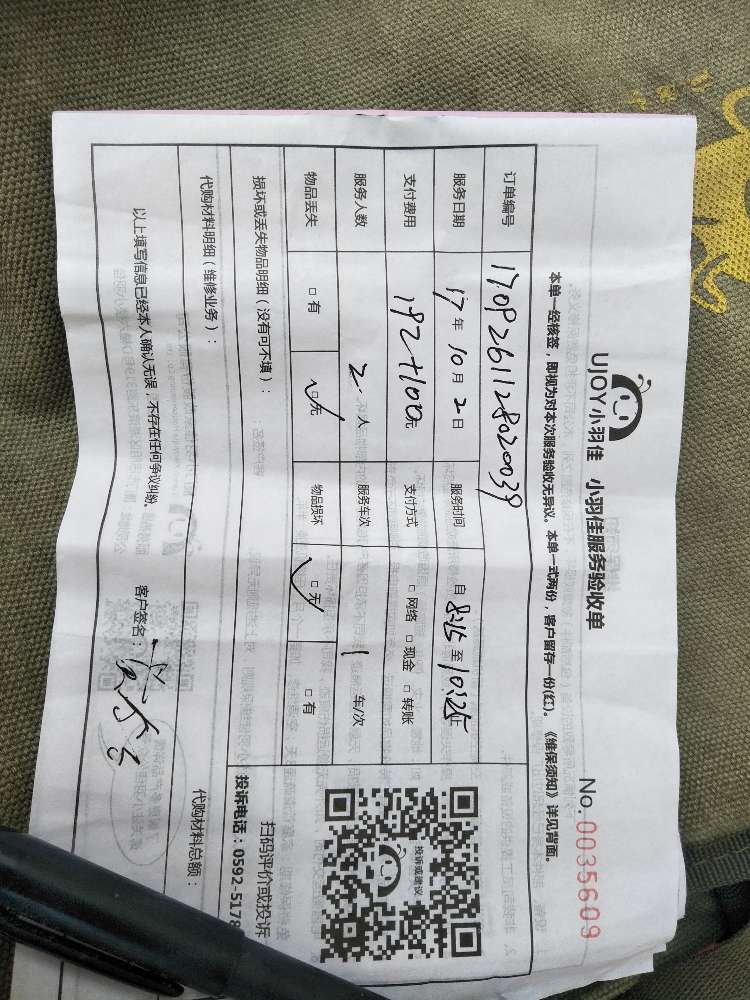 UJOY小羽佳 小羽佳服务验收单
No. 0035609
本单一经核签，即视为对本次服务验收无异议。本单一式两份，客户留存一份(红)。《维保须知》详见背面。
订单编号 1709261128020039
服务日期 17年10月2日 服务时间 自8:15至10:25止
支付费用 192+100元 支付方式 □网络 □现金 □转账
服务人数 2人 服务车次 1车/次
物品丢失 □有 □无 物品损坏 □无 □有
损坏或丢失物品明细（没有可不填）：
代购材料明细（维修业务）： 代购材料总额：
以上填写信息已经本人确认无误，不存在任何争议纠纷。 客户签名：
投诉或建议
扫码评价或投诉
投诉电话：0592-5178